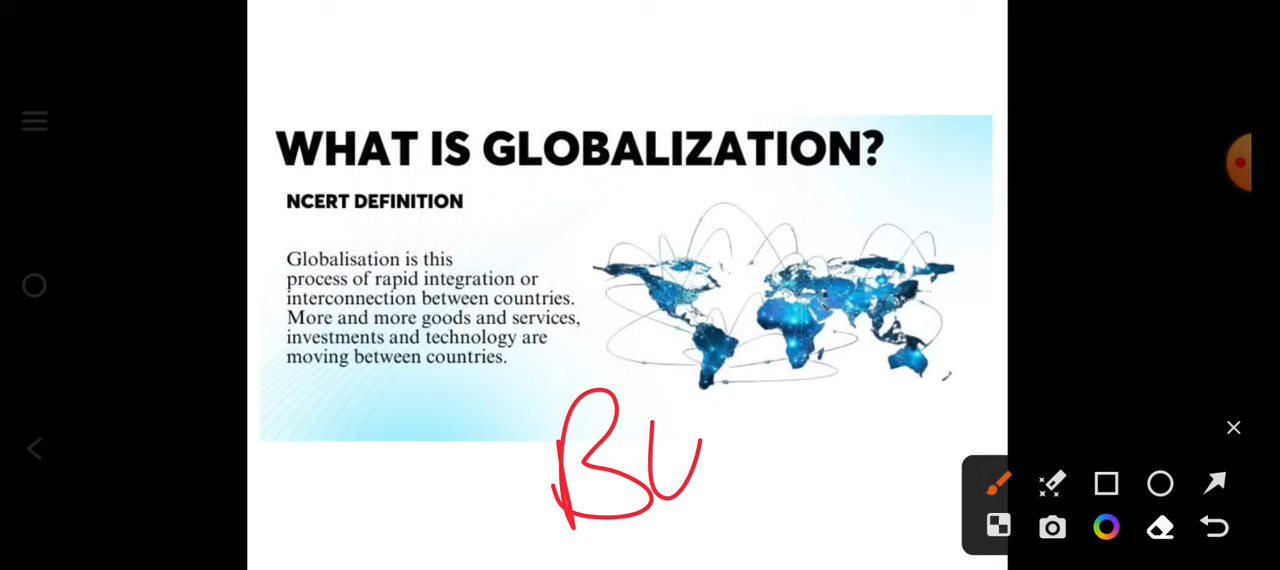 WHAT IS GLOBALIZATION?
NCERT DEFINITION
Globalisation is this
process of rapid integration or
interconnection between countries.
More and more goods and services,
investments and technology are
moving between countries.
BU